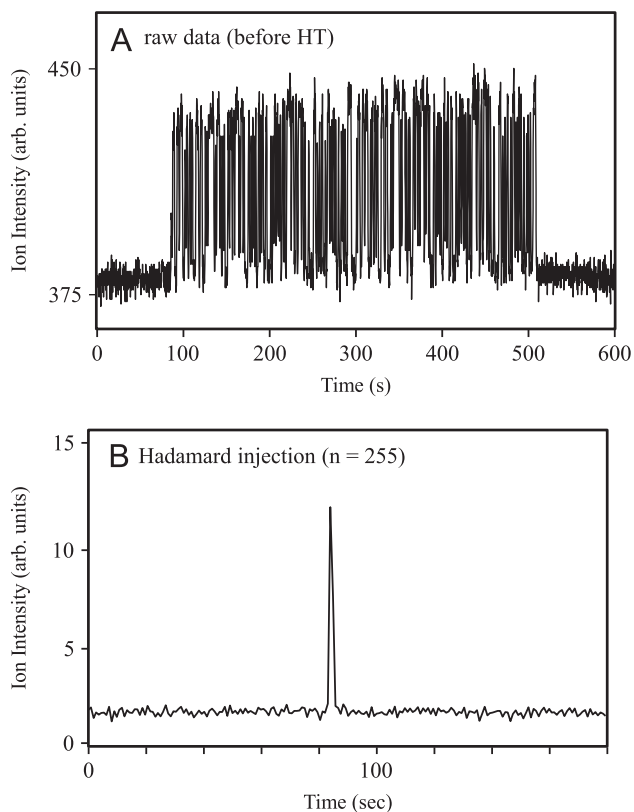 A raw data (before HT)
Ion Intensity (arb. units)
450
375
0 100 200 300 400 500 600
Time (s)
B Hadamard injection (n = 255)
Ion Intensity (arb. units)
15
10
5
0
0 100
Time (sec)